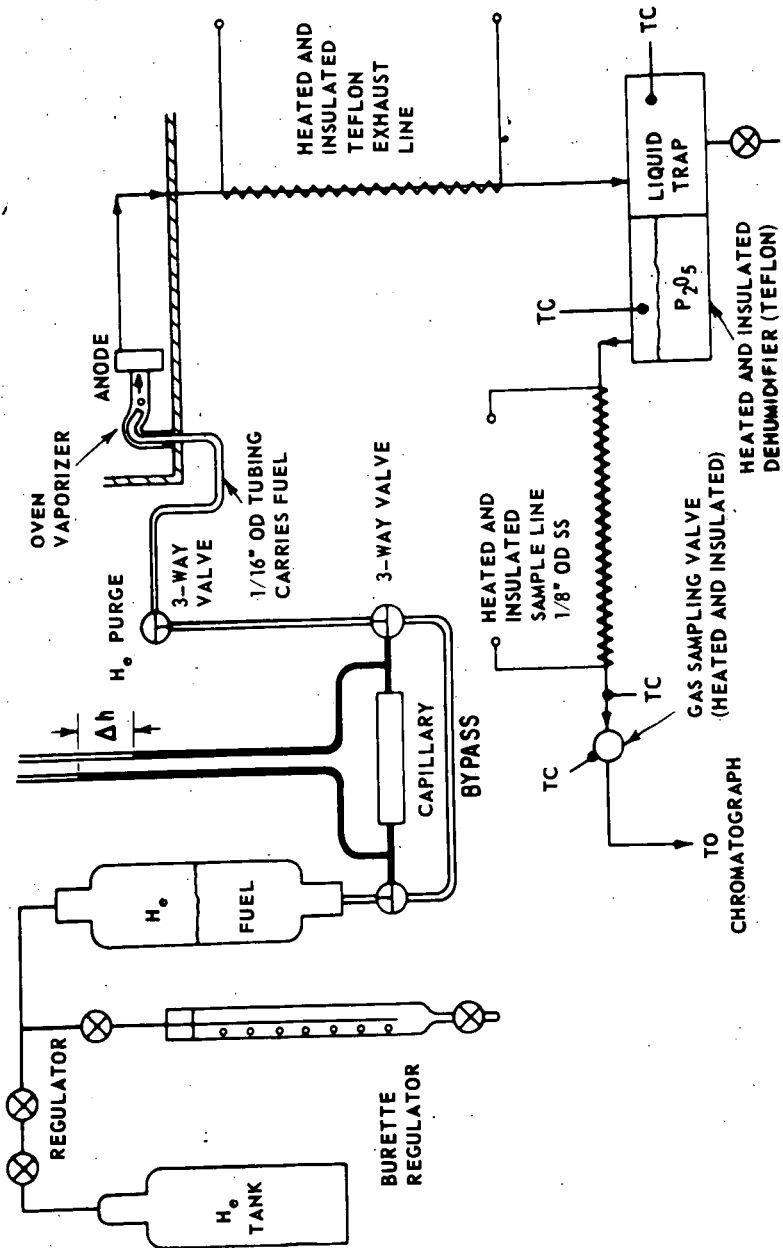 OVEN
VAPORIZER
ANODE
HEATED AND
INSULATED
TEFLON
EXHAUST
LINE
He PURGE
3-WAY
VALVE
1/16" OD TUBING
CARRIES FUEL
Δh
3-WAY VALVE
CAPILLARY
BYPASS
He
FUEL
REGULATOR
He
TANK
BURETTE
REGULATOR
TC
LIQUID
TRAP
TC
P2O5
HEATED AND INSULATED
DEHUMIDIFIER (TEFLON)
HEATED AND
INSULATED
SAMPLE LINE
1/8" OD SS
TC
TC
GAS SAMPLING VALVE
(HEATED AND INSULATED)
TO
CHROMATOGRAPH